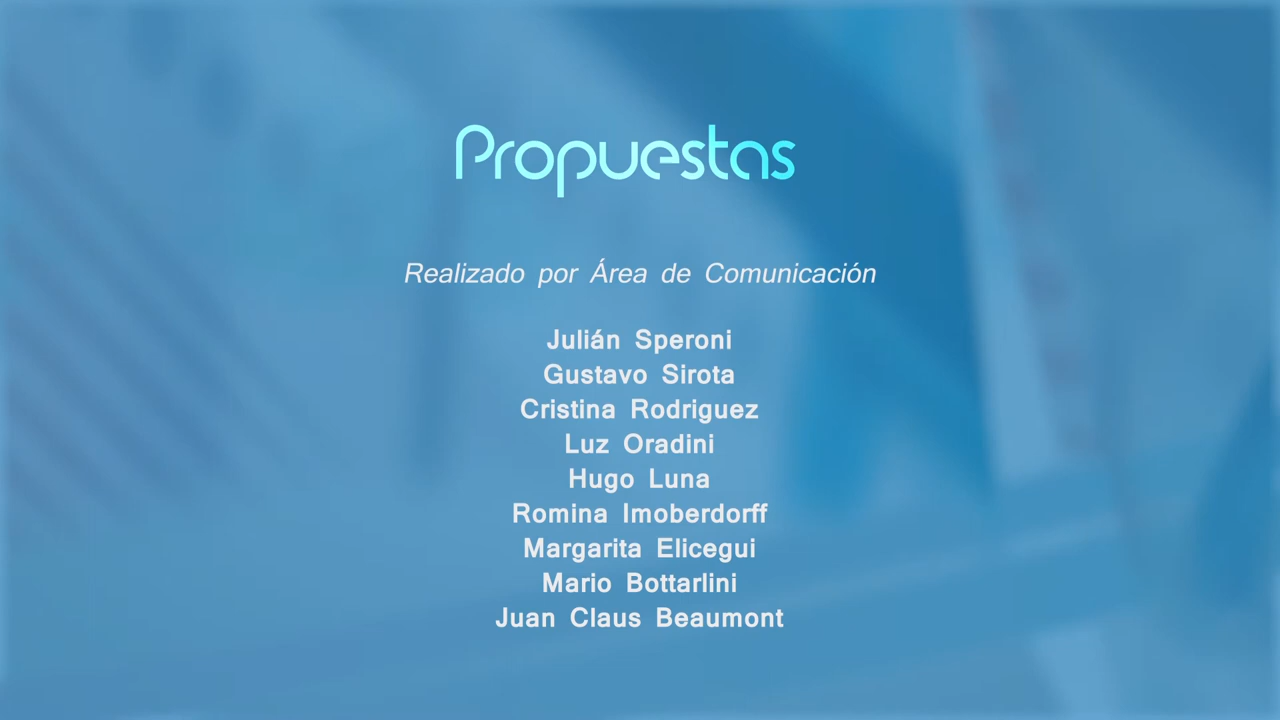 Propuestas
Realizado por Área de Comunicación
Julián Speroni
Gustavo Sirota
Cristina Rodriguez
Luz Oradini
Hugo Luna
Romina Imoberdorff
Margarita Elicegui
Mario Bottarlini
Juan Claus Beaumont